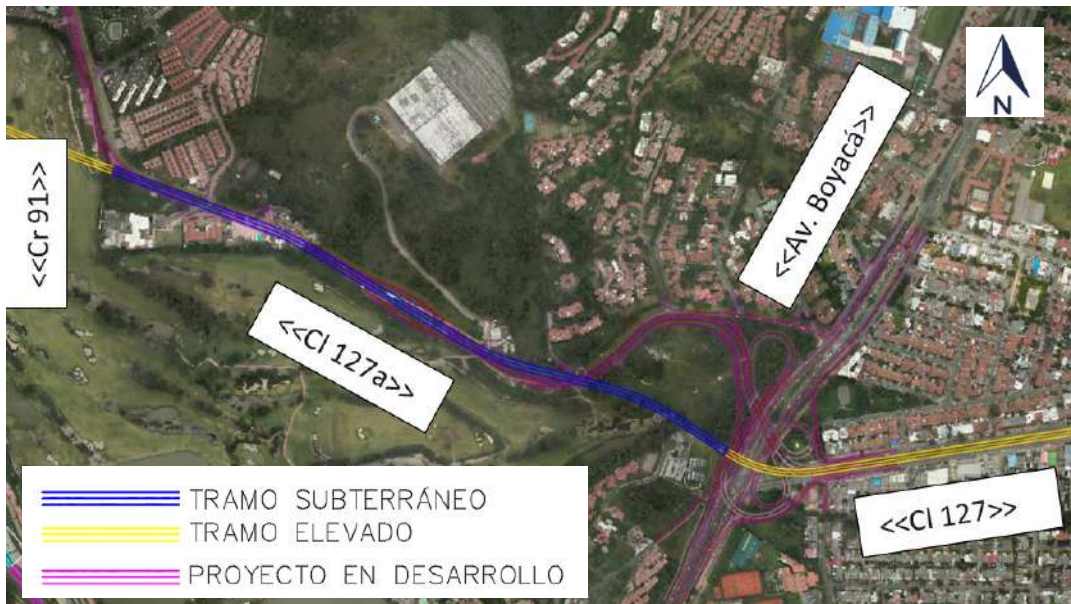 N
<<Av. Boyacá>>
<<Cr 91>>
<<Cl 127a>>
<<Cl 127>>
TRAMO SUBTERRÁNEO
TRAMO ELEVADO
PROYECTO EN DESARROLLO